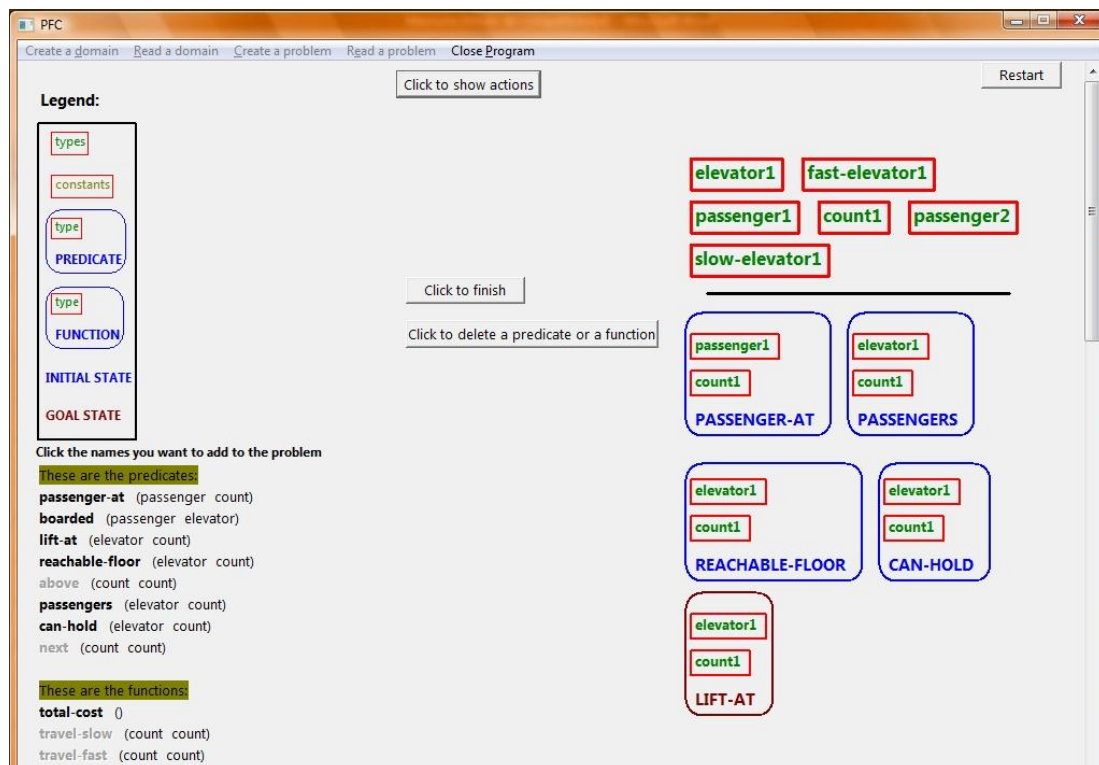 PFC
Create a domain Read a domain Create a problem Read a problem Close Program
Click to show actions
Restart
Legend:
types
constants
type
PREDICATE
type
FUNCTION
INITIAL STATE
GOAL STATE
Click the names you want to add to the problem
These are the predicates:
passenger-at (passenger count)
boarded (passenger elevator)
lift-at (elevator count)
reachable-floor (elevator count)
above (count count)
passengers (elevator count)
can-hold (elevator count)
next (count count)
These are the functions:
total-cost ()
travel-slow (count count)
travel-fast (count count)
Click to finish
Click to delete a predicate or a function
elevator1 fast-elevator1
passenger1 count1 passenger2
slow-elevator1
passenger1
count1
PASSENGER-AT
elevator1
count1
PASSENGERS
elevator1
count1
REACHABLE-FLOOR
elevator1
count1
CAN-HOLD
elevator1
count1
LIFT-AT